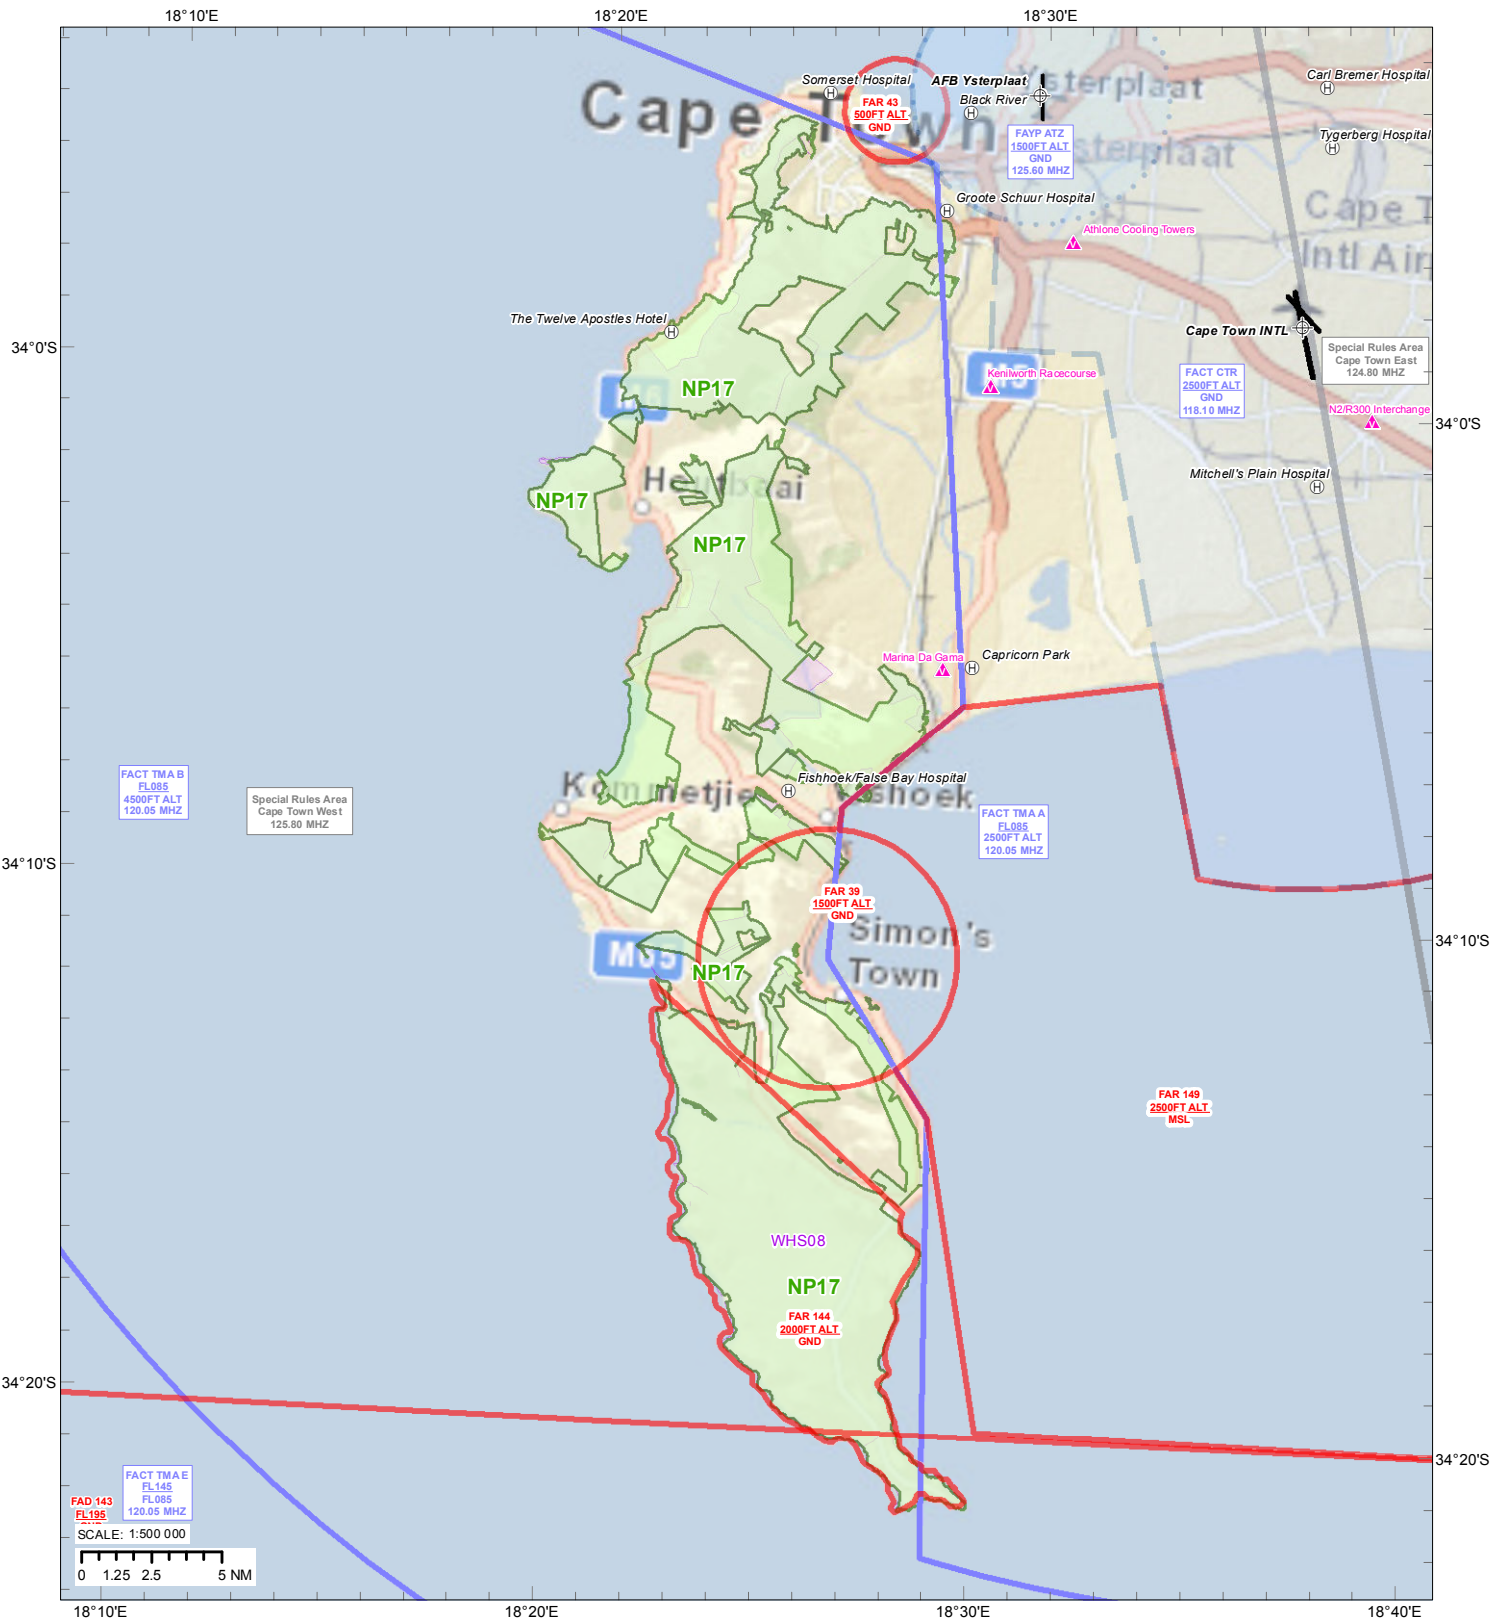 18°10'E
18°20'E
18°30'E
Cape Town
Somerset Hospital
H
FAR 43
500FT ALT
GND
AFB Ysterplaat
Black River
H
Ysterplaat
Carl Bremer Hospital
H
FAYP ATZ
1500FT ALT
GND
125.60 MHZ
Ysterplaat
Tygerberg Hospital
H
Groote Schuur Hospital
H
Cape T
Intl Air
Athlone Cooling Towers
V
The Twelve Apostles Hotel
H
Cape Town INTL
34°0'S
Special Rules Area
Cape Town East
124.80 MHZ
NP17
M5
Kenilworth Racecourse
V
FACT CTR
2500FT ALT
GND
118.10 MHZ
N2/R300 Interchange
V
34°0'S
Mitchell's Plain Hospital
H
NP17
Houtbaai
NP17
Marina Da Gama
V
Capricorn Park
H
FACT TMA B
FL085
4500FT ALT
120.05 MHZ
Special Rules Area
Cape Town West
125.80 MHZ
Kommetjie
Fishhoek/False Bay Hospital
H
Vishoek
FACT TMA A
FL085
2500FT ALT
120.05 MHZ
34°10'S
FAR 39
1500FT ALT
GND
Simon's
Town
34°10'S
M65
NP17
FAR 149
2500FT ALT
MSL
WHS08
NP17
FAR 144
2000FT ALT
GND
34°20'S
34°20'S
FACT TMA E
FL145
FL085
120.05 MHZ
FAD 143
FL195
SCALE: 1:500 000
0 1.25 2.5 5 NM
18°10'E
18°20'E
18°30'E
18°40'E